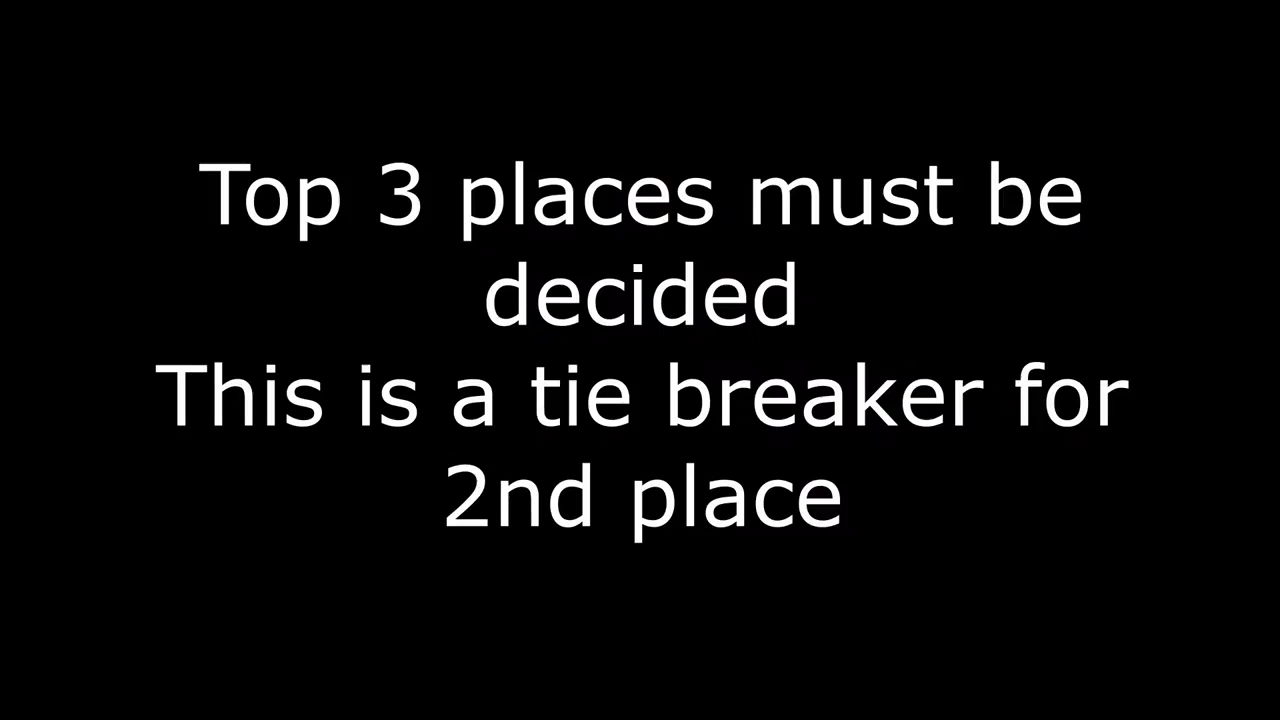 Top 3 places must be
decided
This is a tie breaker for
2nd place